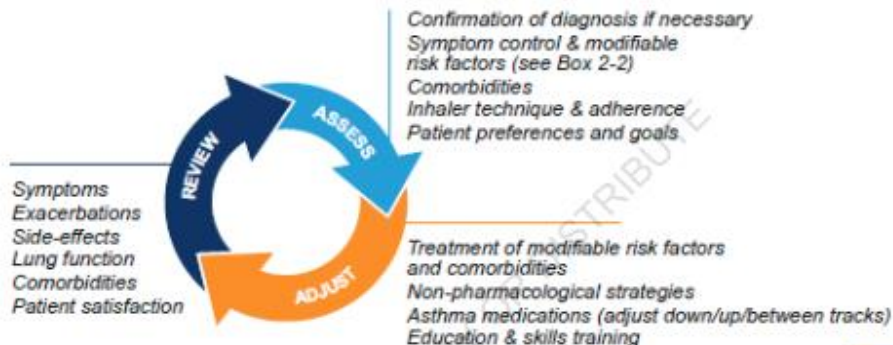 Confirmation of diagnosis if necessary
Symptom control & modifiable
risk factors (see Box 2-2)
Comorbidities
Inhaler technique & adherence
Patient preferences and goals
ASSESS
REVIEW
ADJUST
Symptoms
Exacerbations
Side-effects
Lung function
Comorbidities
Patient satisfaction
Treatment of modifiable risk factors
and comorbidities
Non-pharmacological strategies
Asthma medications (adjust down/up/between tracks)
Education & skills training